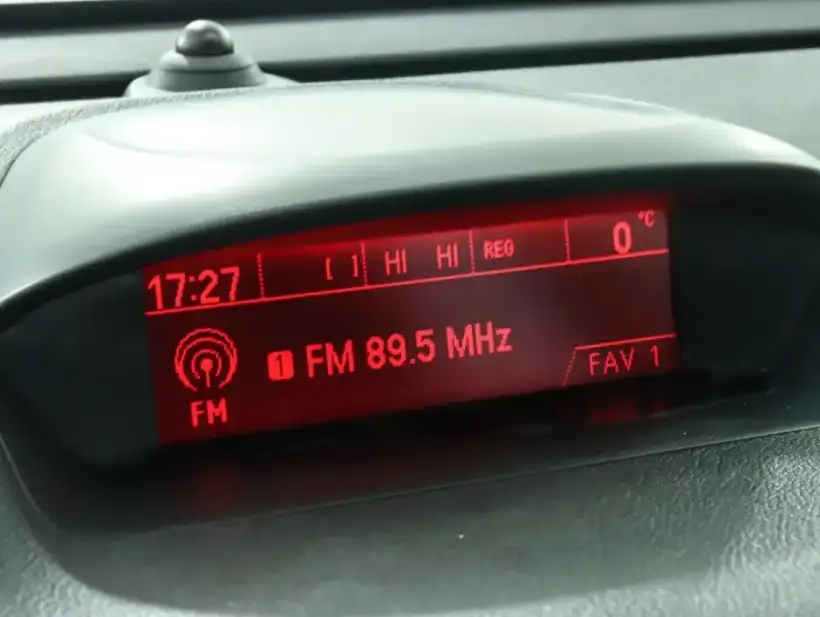 17:27 [ ] HI HI REG 0 °C
1 FM 89.5 MHz
FAV 1
FM